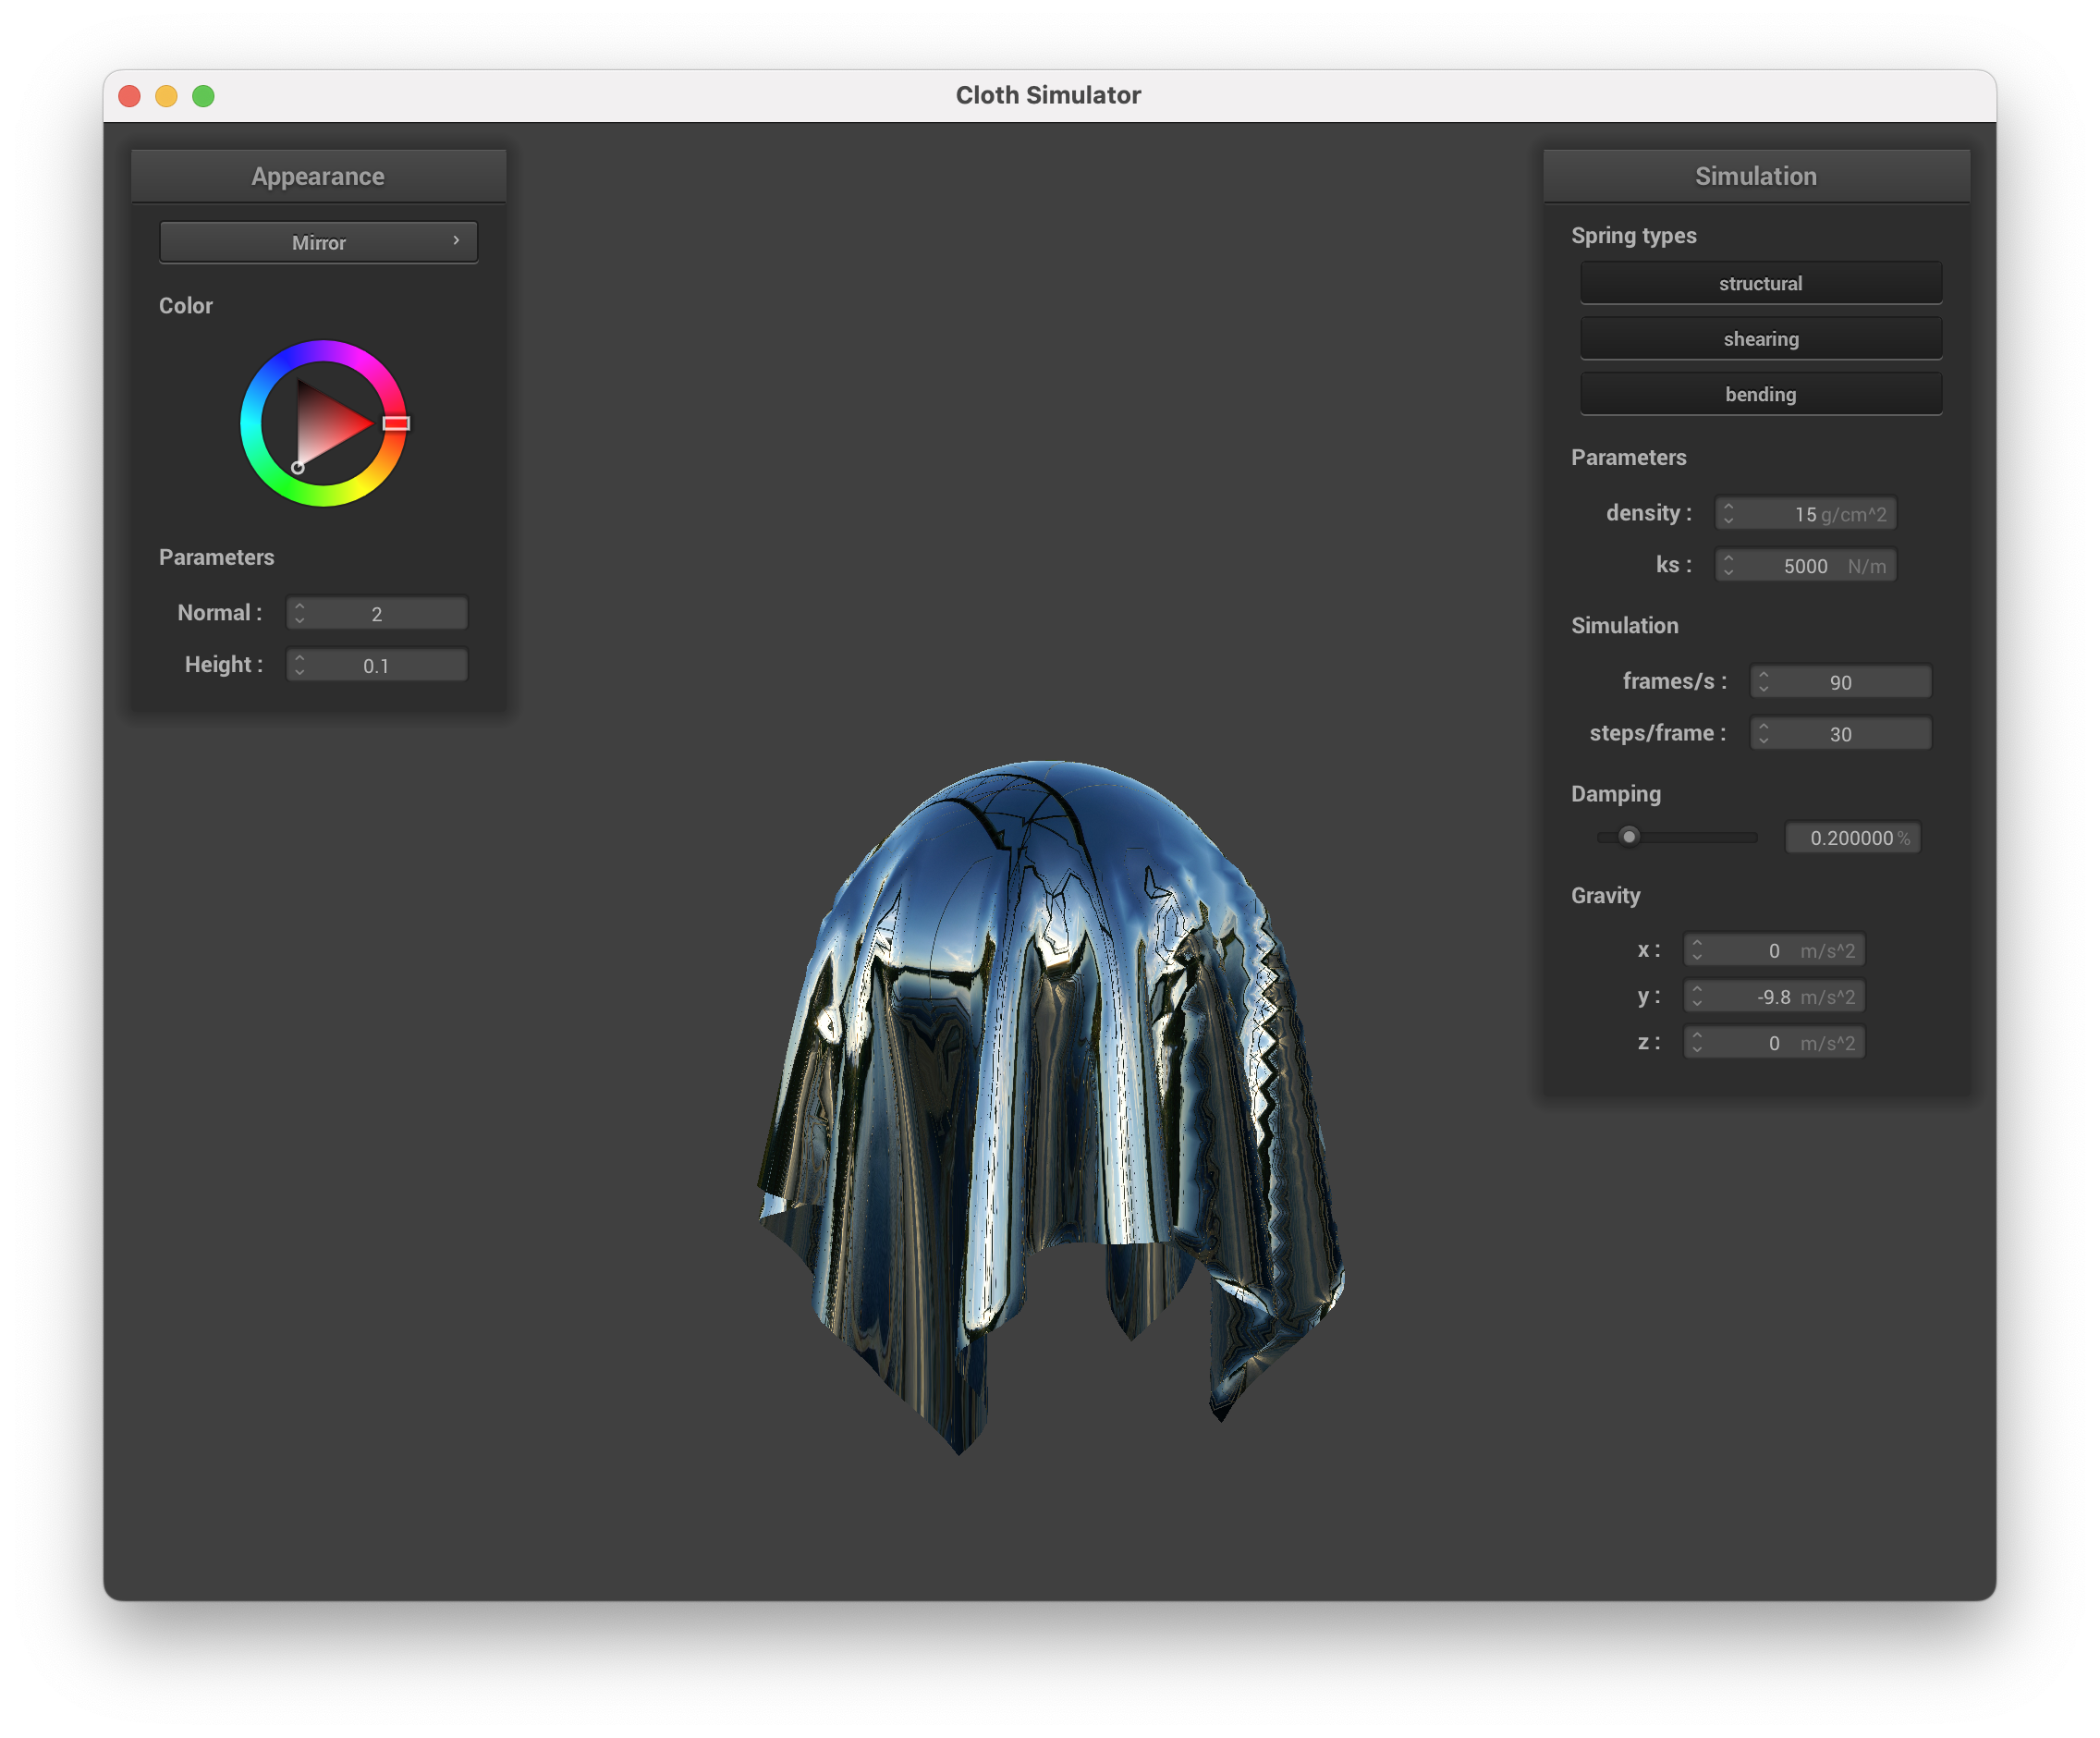 Cloth Simulator
Appearance
Mirror
Color
Parameters
Normal : 2
Height : 0.1
Simulation
Spring types
structural
shearing
bending
Parameters
density : 15 g/cm^2
ks : 5000 N/m
Simulation
frames/s : 90
steps/frame : 30
Damping
0.200000 %
Gravity
x : 0 m/s^2
y : -9.8 m/s^2
z : 0 m/s^2